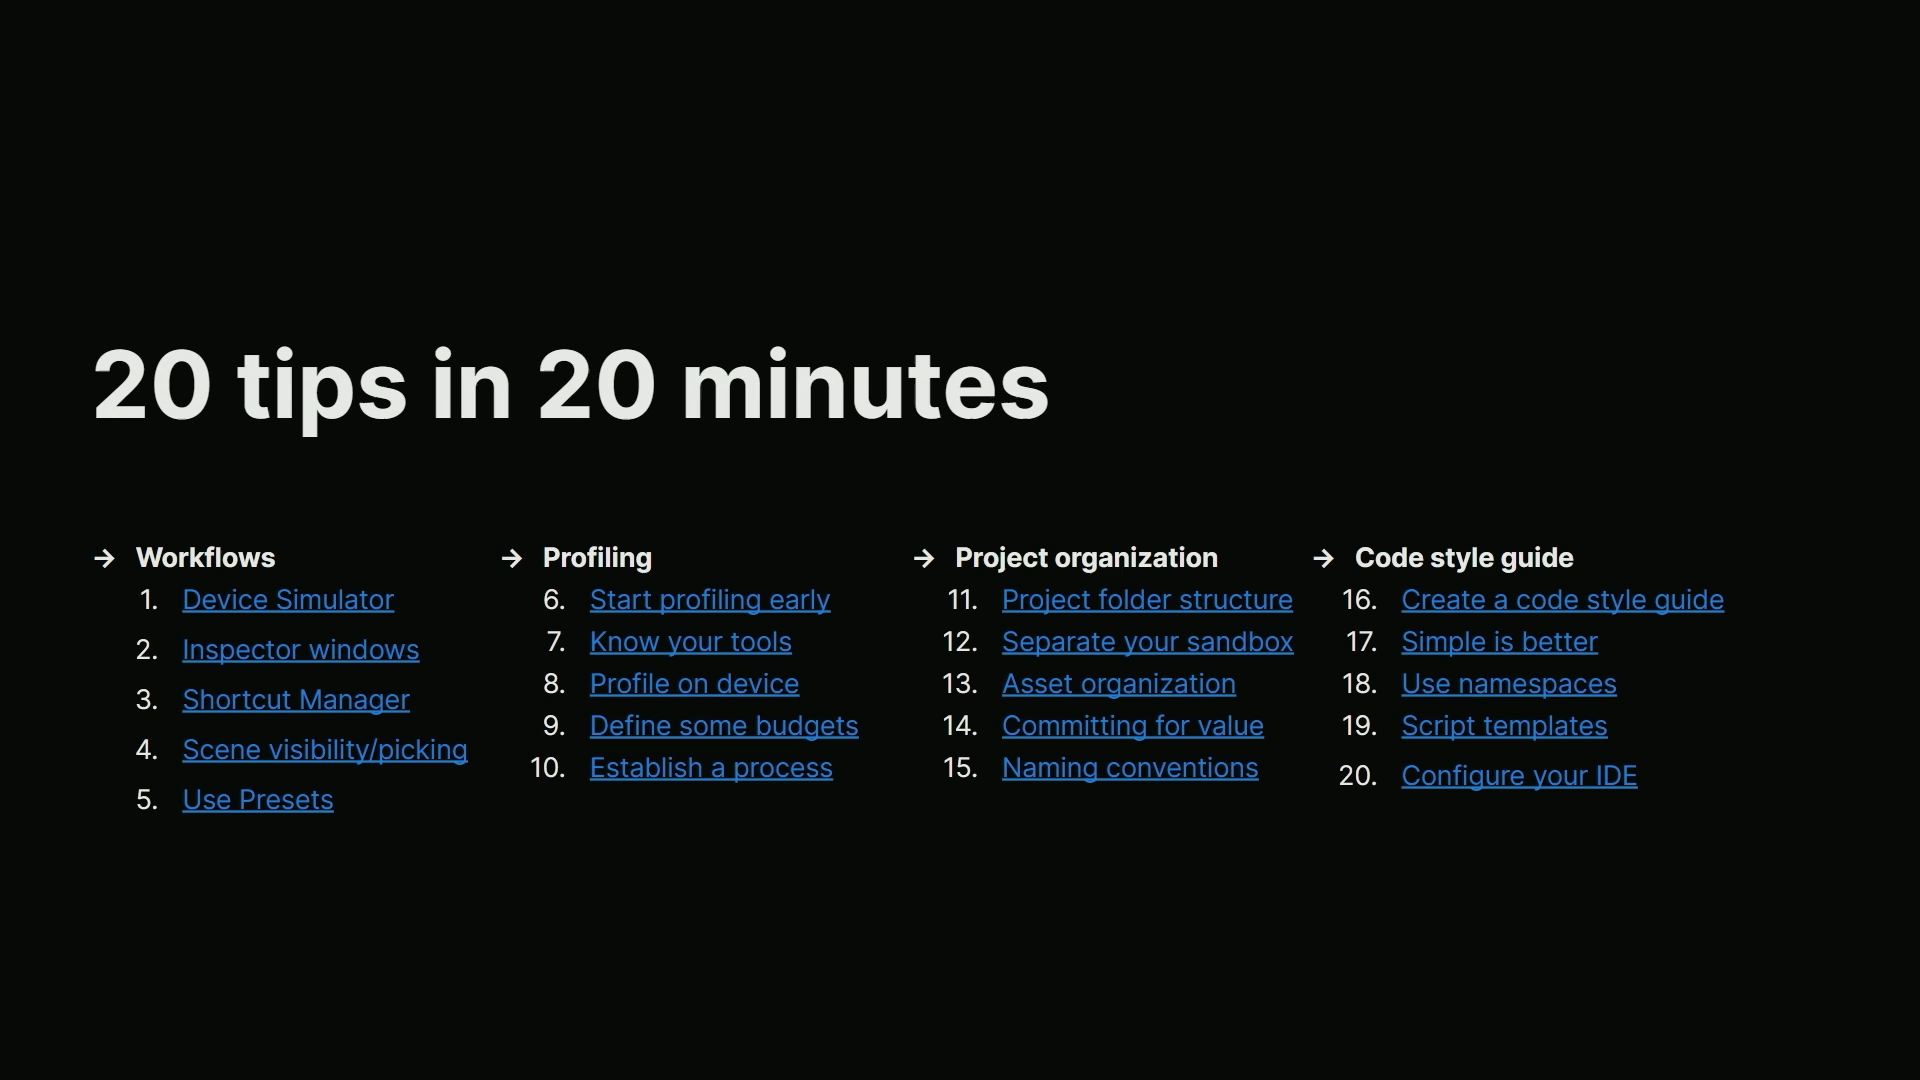 20 tips in 20 minutes
→ Workflows
1. Device Simulator
2. Inspector windows
3. Shortcut Manager
4. Scene visibility/picking
5. Use Presets
→ Profiling
6. Start profiling early
7. Know your tools
8. Profile on device
9. Define some budgets
10. Establish a process
→ Project organization
11. Project folder structure
12. Separate your sandbox
13. Asset organization
14. Committing for value
15. Naming conventions
→ Code style guide
16. Create a code style guide
17. Simple is better
18. Use namespaces
19. Script templates
20. Configure your IDE